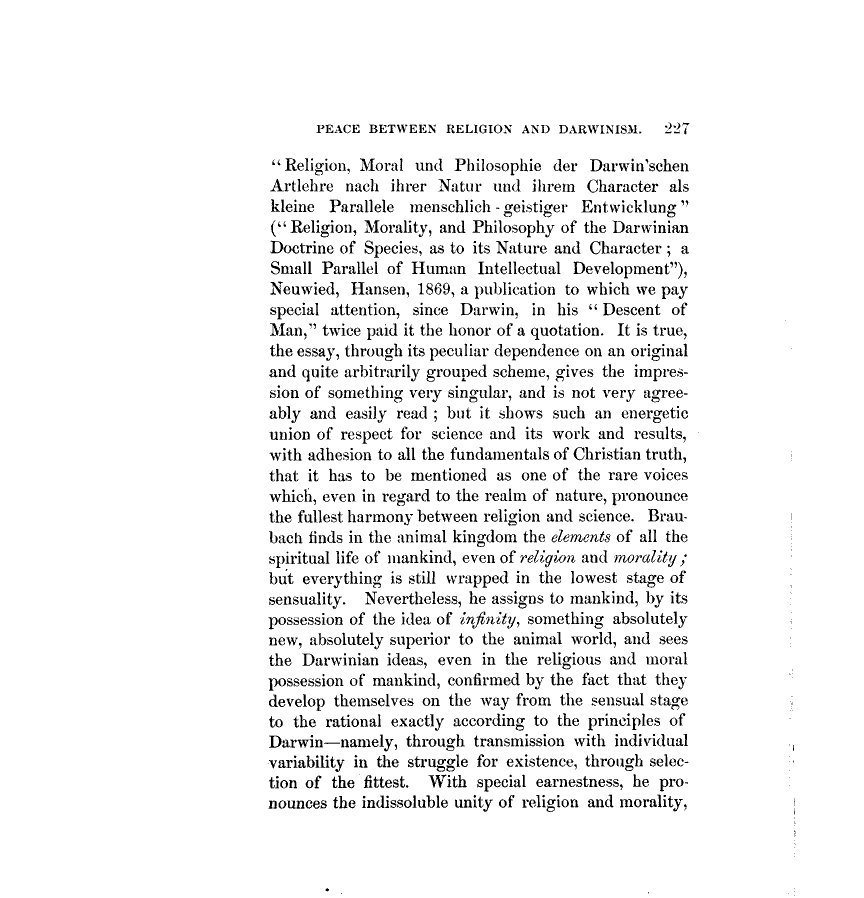 PEACE BETWEEN RELIGION AND DARWINISM. 227
“Religion, Moral und Philosophie der Darwin'schen
Artlehre nach ihrer Natur und ihrem Character als
kleine Parallele menschlich-geistiger Entwicklung”
(“Religion, Morality, and Philosophy of the Darwinian
Doctrine of Species, as to its Nature and Character; a
Small Parallel of Human Intellectual Development”),
Neuwied, Hansen, 1869, a publication to which we pay
special attention, since Darwin, in his “Descent of
Man,” twice paid it the honor of a quotation. It is true,
the essay, through its peculiar dependence on an original
and quite arbitrarily grouped scheme, gives the impres-
sion of something very singular, and is not very agree-
ably and easily read; but it shows such an energetic
union of respect for science and its work and results,
with adhesion to all the fundamentals of Christian truth,
that it has to be mentioned as one of the rare voices
which, even in regard to the realm of nature, pronounce
the fullest harmony between religion and science. Brau-
bach finds in the animal kingdom the elements of all the
spiritual life of mankind, even of religion and morality;
but everything is still wrapped in the lowest stage of
sensuality. Nevertheless, he assigns to mankind, by its
possession of the idea of infinity, something absolutely
new, absolutely superior to the animal world, and sees
the Darwinian ideas, even in the religious and moral
possession of mankind, confirmed by the fact that they
develop themselves on the way from the sensual stage
to the rational exactly according to the principles of
Darwin—namely, through transmission with individual
variability in the struggle for existence, through selec-
tion of the fittest. With special earnestness, he pro-
nounces the indissoluble unity of religion and morality,